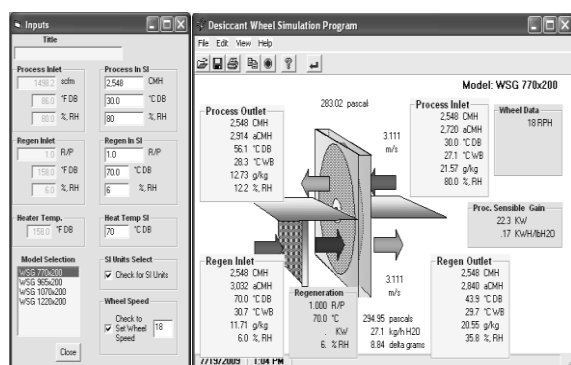 Inputs
Title
Process Inlet
1498.2 scfm
86.0 °F DB
80.0 %, RH
Process In SI
2,548 CMH
30.0 °C DB
80 %, RH
Regen Inlet
1.0 R/P
158.0 °F DB
6.0 %, RH
Regen In SI
1.0 R/P
70.0 °C DB
6 %, RH
Heater Temp.
158.0 °F DB
Heat Temp SI
70 °C DB
Model Selection
WSG 770x200
WSG 965x200
WSG 1070x200
WSG 1220x200
SI Units Select
Check for SI Units
Wheel Speed
Check to Set Wheel Speed 18
Close
Desiccant Wheel Simulation Program
File Edit View Help
Model: WSG 770x200
Process Outlet
2,548 CMH
2,914 aCMH
56.1 °C DB
28.3 °C WB
12.73 g/kg
12.2 %, RH
283.02 pascals
3.111
m/s
Process Inlet
2,548 CMH
2,720 aCMH
30.0 °C DB
27.1 °C WB
21.57 g/kg
80.0 %, RH
Wheel Data
18 RPH
Proc. Sensible Gain
22.3 KW
.17 KWH/lbH20
Regen Inlet
2,548 CMH
3,032 aCMH
70.0 °C DB
30.7 °C WB
11.71 g/kg
6.0 % RH
Regeneration
1.000 R/P
70.0 °C
. KW
6. % RH
3.111
m/s
294.95 pascals
27.1 kg/h H20
8.84 delta grams
Regen Outlet
2,548 CMH
2,840 aCMH
43.9 °C DB
29.7 °C WB
20.55 g/kg
35.8 %, RH
7/19/2009 1:04 PM